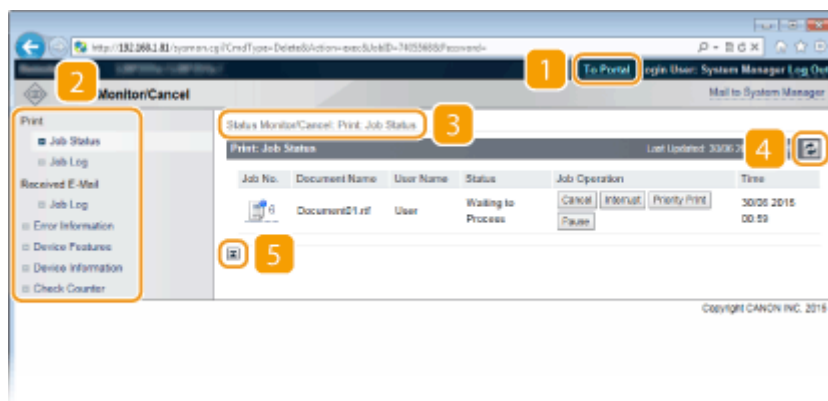 http://192.168.1.81/sysmon.cgi?CmdType=Delete&Action=exec&JobID=7405568&Password=
1
To Portal
Login User: System Manager Log Out
2
Monitor/Cancel
Mail to System Manager
Print
Job Status
Job Log
Received E-Mail
Job Log
Error Information
Device Features
Device Information
Check Counter
Status Monitor/Cancel: Print: Job Status
3
Print: Job Status
Last Updated: 30/06
4
Job No. Document Name User Name Status Job Operation Time
6 Document01.rtf User Waiting to Process Cancel Interrupt Priority Print Pause 30/06 2015 00:59
5
Copyright CANON INC. 2015